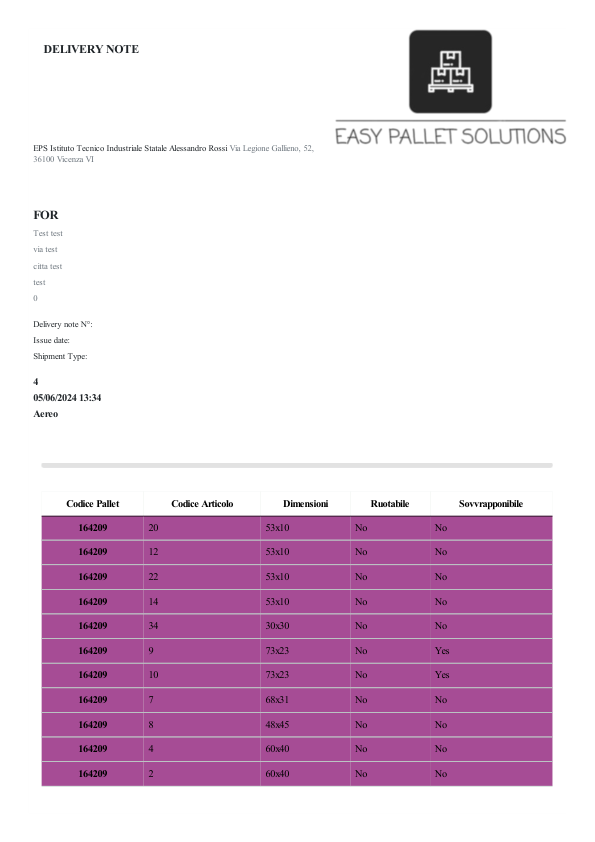 DELIVERY NOTE
EASY PALLET SOLUTIONS
EPS Istituto Tecnico Industriale Statale Alessandro Rossi Via Legione Gallieno, 52,
36100 Vicenza VI
FOR
Test test
via test
citta test
test
0
Delivery note N°:
Issue date:
Shipment Type:
4
05/06/2024 13:34
Aereo
Codice Pallet Codice Articolo Dimensioni Ruotabile Sovvrapponibile
164209 20 53x10 No No
164209 12 53x10 No No
164209 22 53x10 No No
164209 14 53x10 No No
164209 34 30x30 No No
164209 9 73x23 No Yes
164209 10 73x23 No Yes
164209 7 68x31 No No
164209 8 48x45 No No
164209 4 60x40 No No
164209 2 60x40 No No